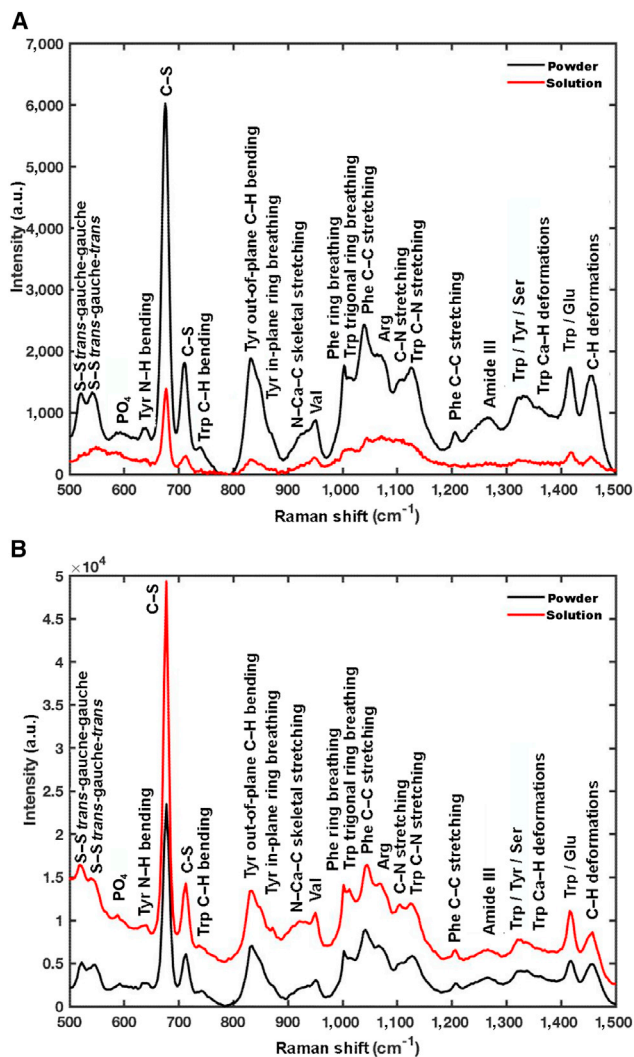 A
7,000
6,000
5,000
4,000
3,000
2,000
1,000
0
Intensity (a.u.)
S–S trans-gauche-gauche
S–S trans-gauche-trans
PO4
Tyr N–H bending
C–S
C–S
Trp C–H bending
Tyr out-of-plane C–H bending
Tyr in-plane ring breathing
N–Ca–C skeletal stretching
Val
Phe ring breathing
Trp trigonal ring breathing
Phe C–C stretching
Arg
C–N stretching
Trp C–N stretching
Phe C–C stretching
Amide III
Trp / Tyr / Ser
Trp Ca–H deformations
Trp / Glu
C–H deformations
Powder
Solution
500 600 700 800 900 1,000 1,100 1,200 1,300 1,400 1,500
Raman shift (cm⁻¹)
B
×10⁴
5
4.5
4
3.5
3
2.5
2
1.5
1
0.5
0
Intensity (a.u.)
S–S trans-gaucne-gauche
S–S trans-gauche-trans
PO4
Tyr N–H bending
C–S
C–S
Trp C–H bending
Tyr out-of-plane C–H bending
Tyr in-plane ring breathing
N–Ca–C skeletal stretching
Val
Phe ring breathing
Trp trigonal ring breathing
Phe C–C stretching
Arg
C–N stretching
Trp C–N stretching
Phe C–C stretching
Amide III
Trp / Tyr / Ser
Trp Ca–H deformations
Trp / Glu
C–H deformations
Powder
Solution
500 600 700 800 900 1,000 1,100 1,200 1,300 1,400 1,500
Raman shift (cm⁻¹)